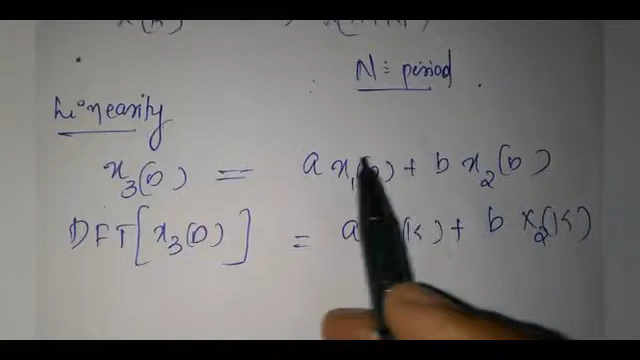 N = period.
Linearity
x₃(n) = a x₁(n) + b x₂(n)
DFT[x₃(n)] = a (K) + b X₂(K)